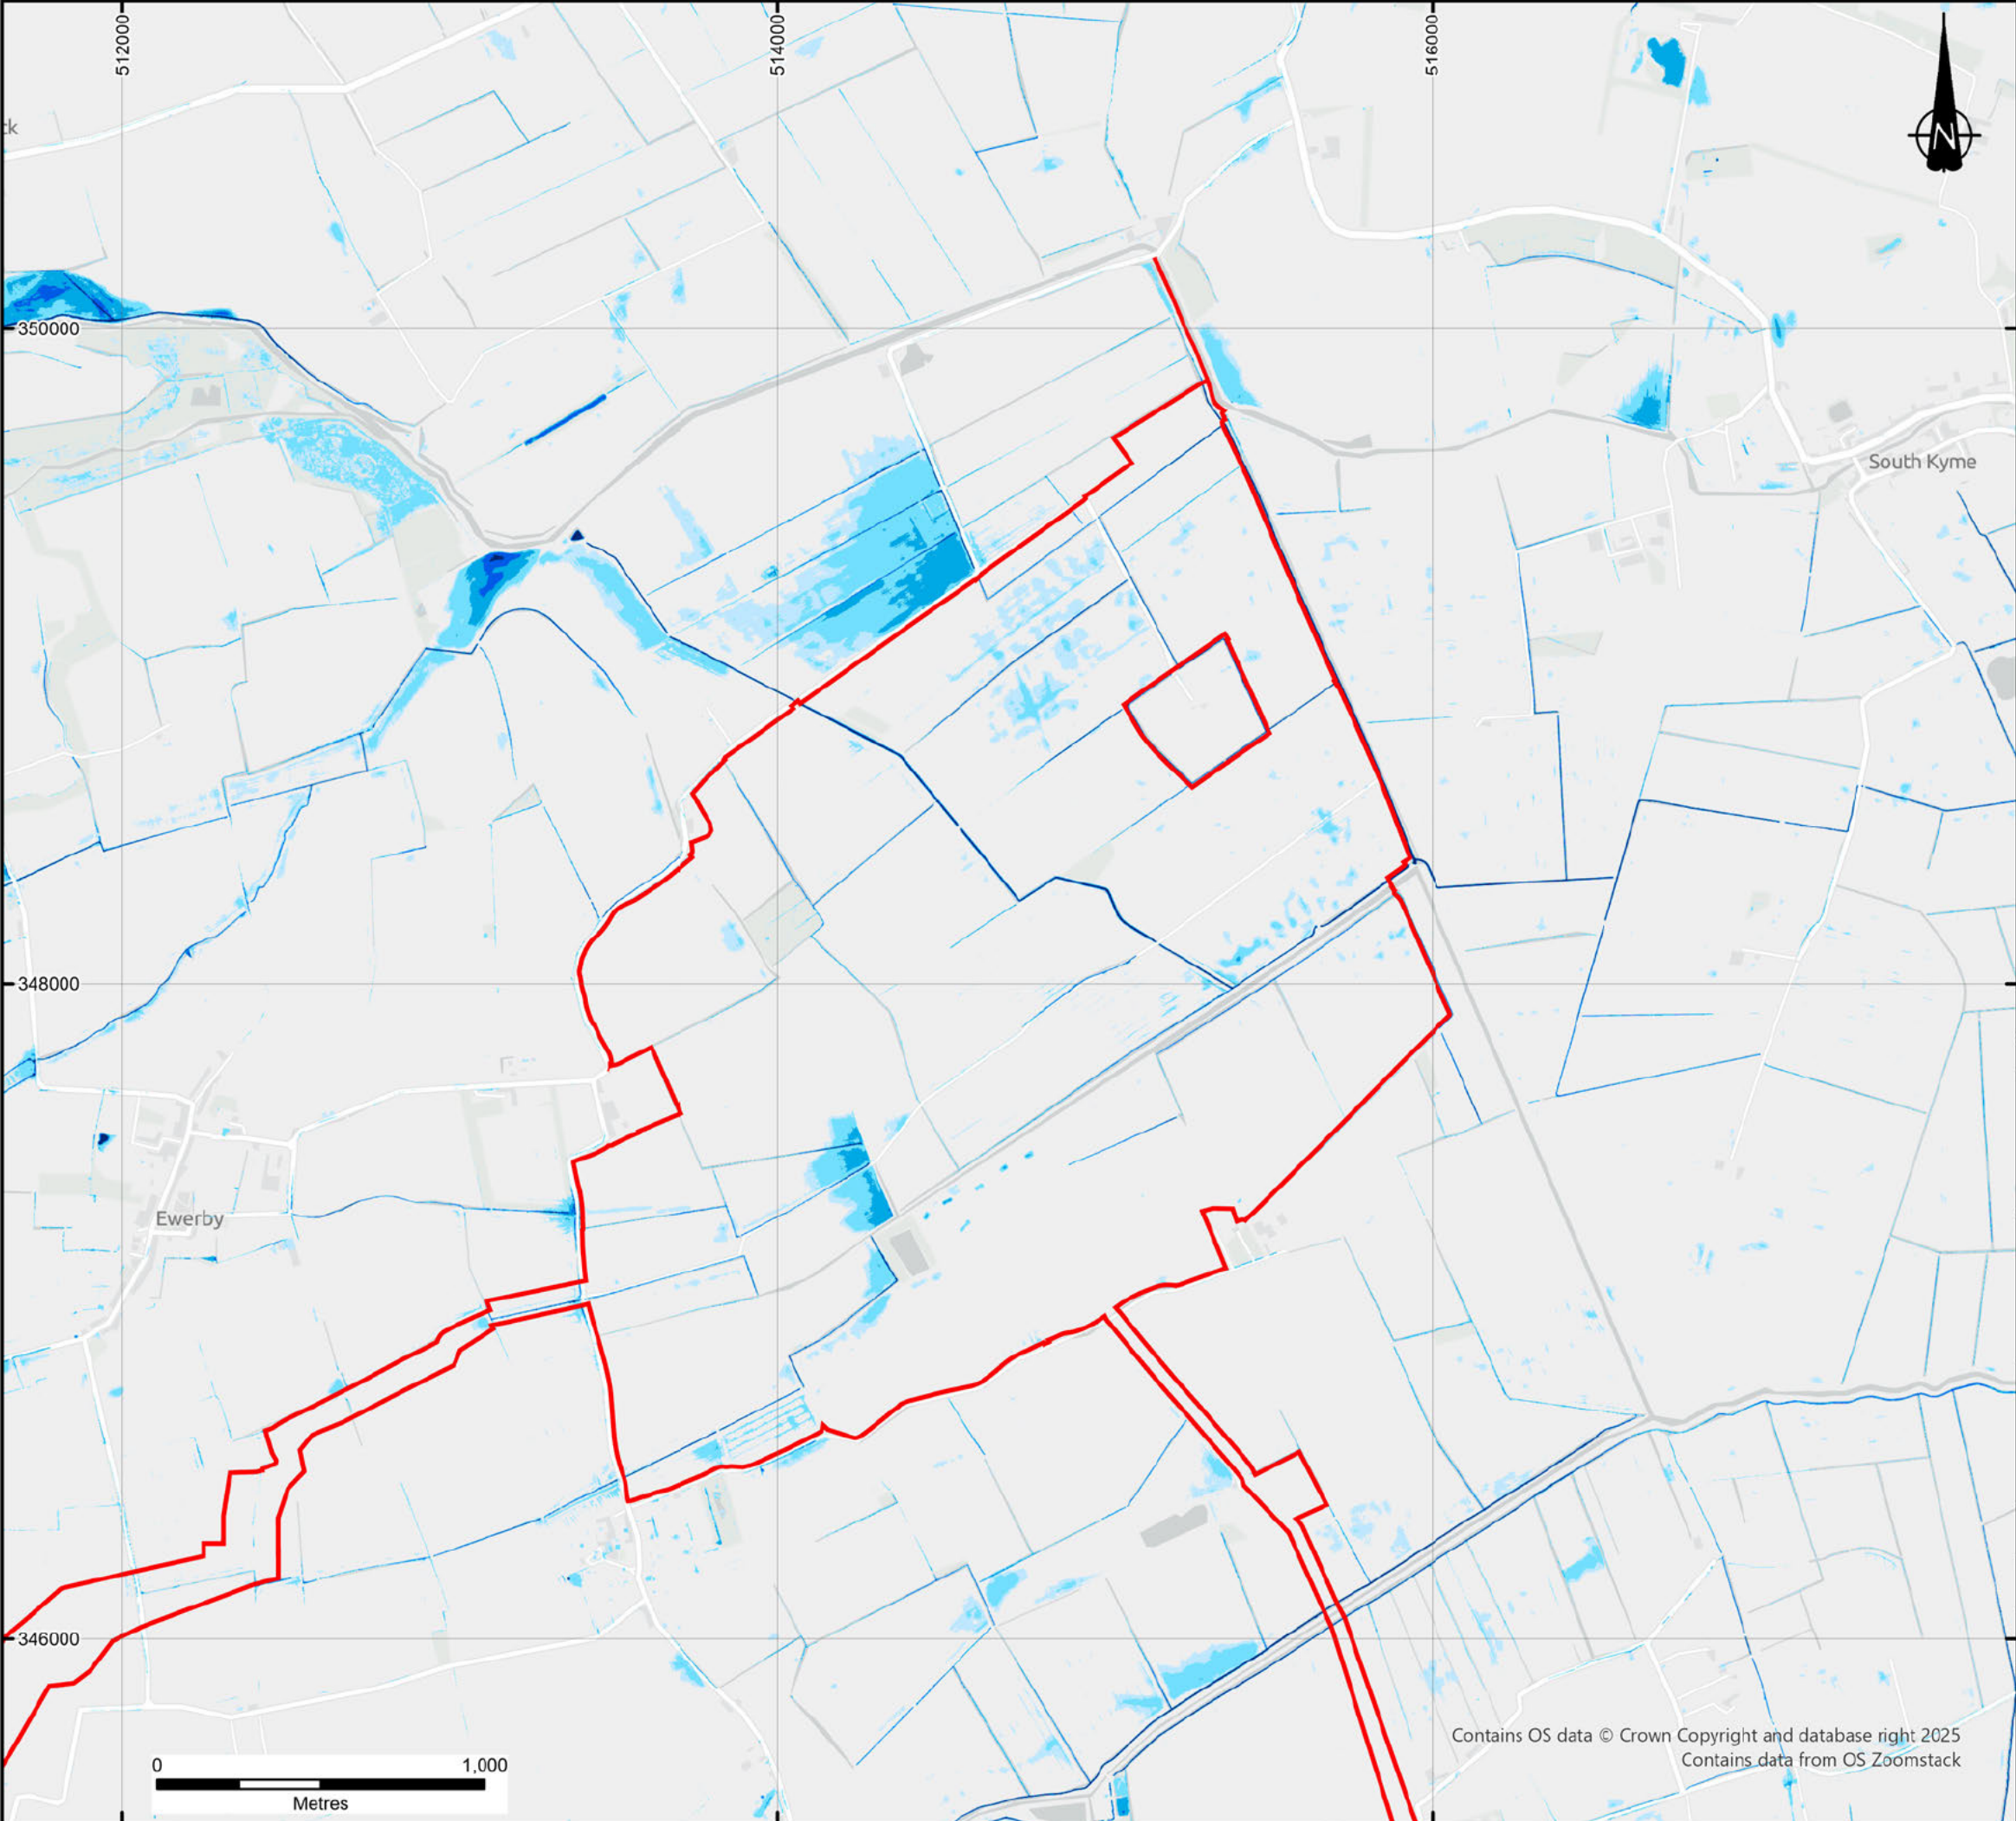 512000
514000
516000
N
ck
350000
South Kyme
348000
Ewerby
346000
0 1,000
Metres
Contains OS data © Crown Copyright and database right 2025
Contains data from OS Zoomstack